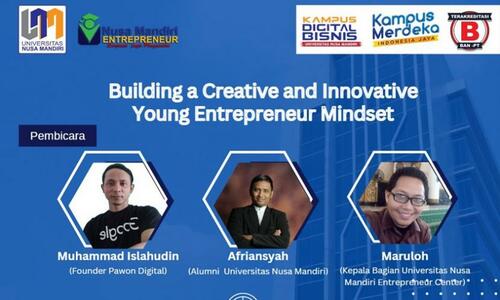 UNIVERSITAS
NUSA MANDIRI
Nusa Mandiri
ENTREPRENEUR
KAMPUS
DIGITAL
BISNIS
UNIVERSITAS NUSA MANDIRI
Kampus
Merdeka
INDONESIA JAYA
TERAKREDITASI
B
BAN-PT
Building a Creative and Innovative
Young Entrepreneur Mindset
Pembicara
Google
Muhammad Islahudin
(Founder Pawon Digital)
Afriansyah
(Alumni Universitas Nusa Mandiri)
Maruloh
(Kepala Bagian Universitas Nusa
Mandiri Entrepreneur Center)